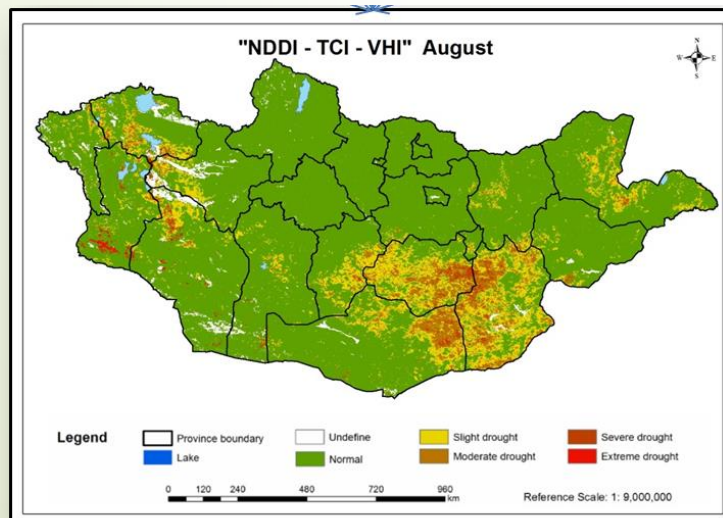 "NDDI - TCI - VHI" August
N
W E
S
Legend
Province boundary
Undefine
Slight drought
Severe drought
Lake
Normal
Moderate drought
Extreme drought
0 60 120 240 480 720 960
km
Reference Scale: 1: 9,000,000